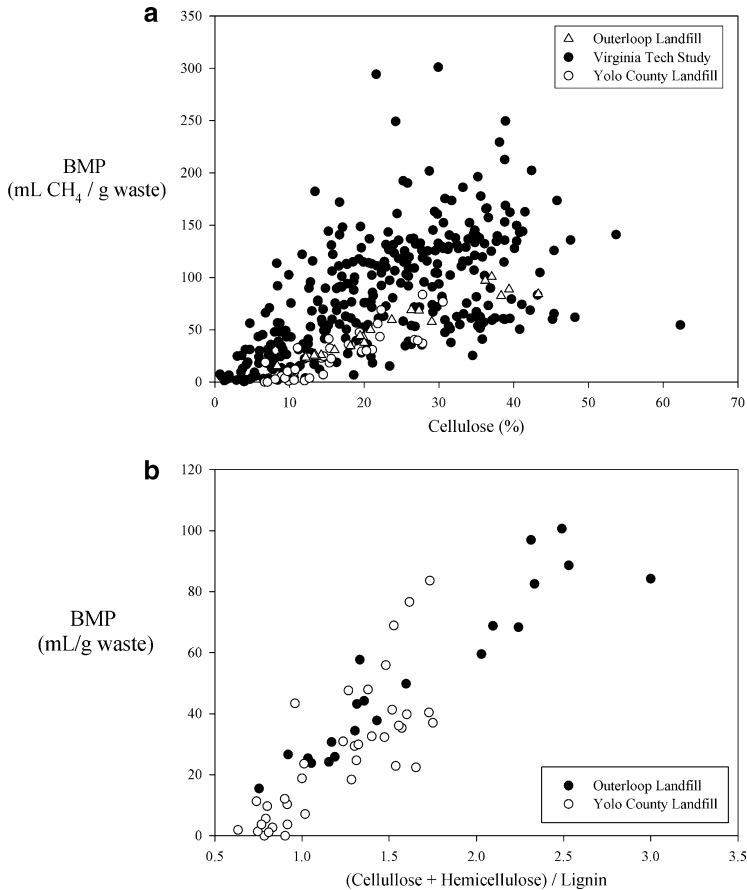 a
350
300
250
200
150
100
50
0
BMP
(mL CH4 / g waste)
Outerloop Landfill
Virginia Tech Study
Yolo County Landfill
0 10 20 30 40 50 60 70
Cellulose (%)
b
120
100
80
60
40
20
0
BMP
(mL/g waste)
Outerloop Landfill
Yolo County Landfill
0.5 1.0 1.5 2.0 2.5 3.0 3.5
(Cellullose + Hemicellulose) / Lignin